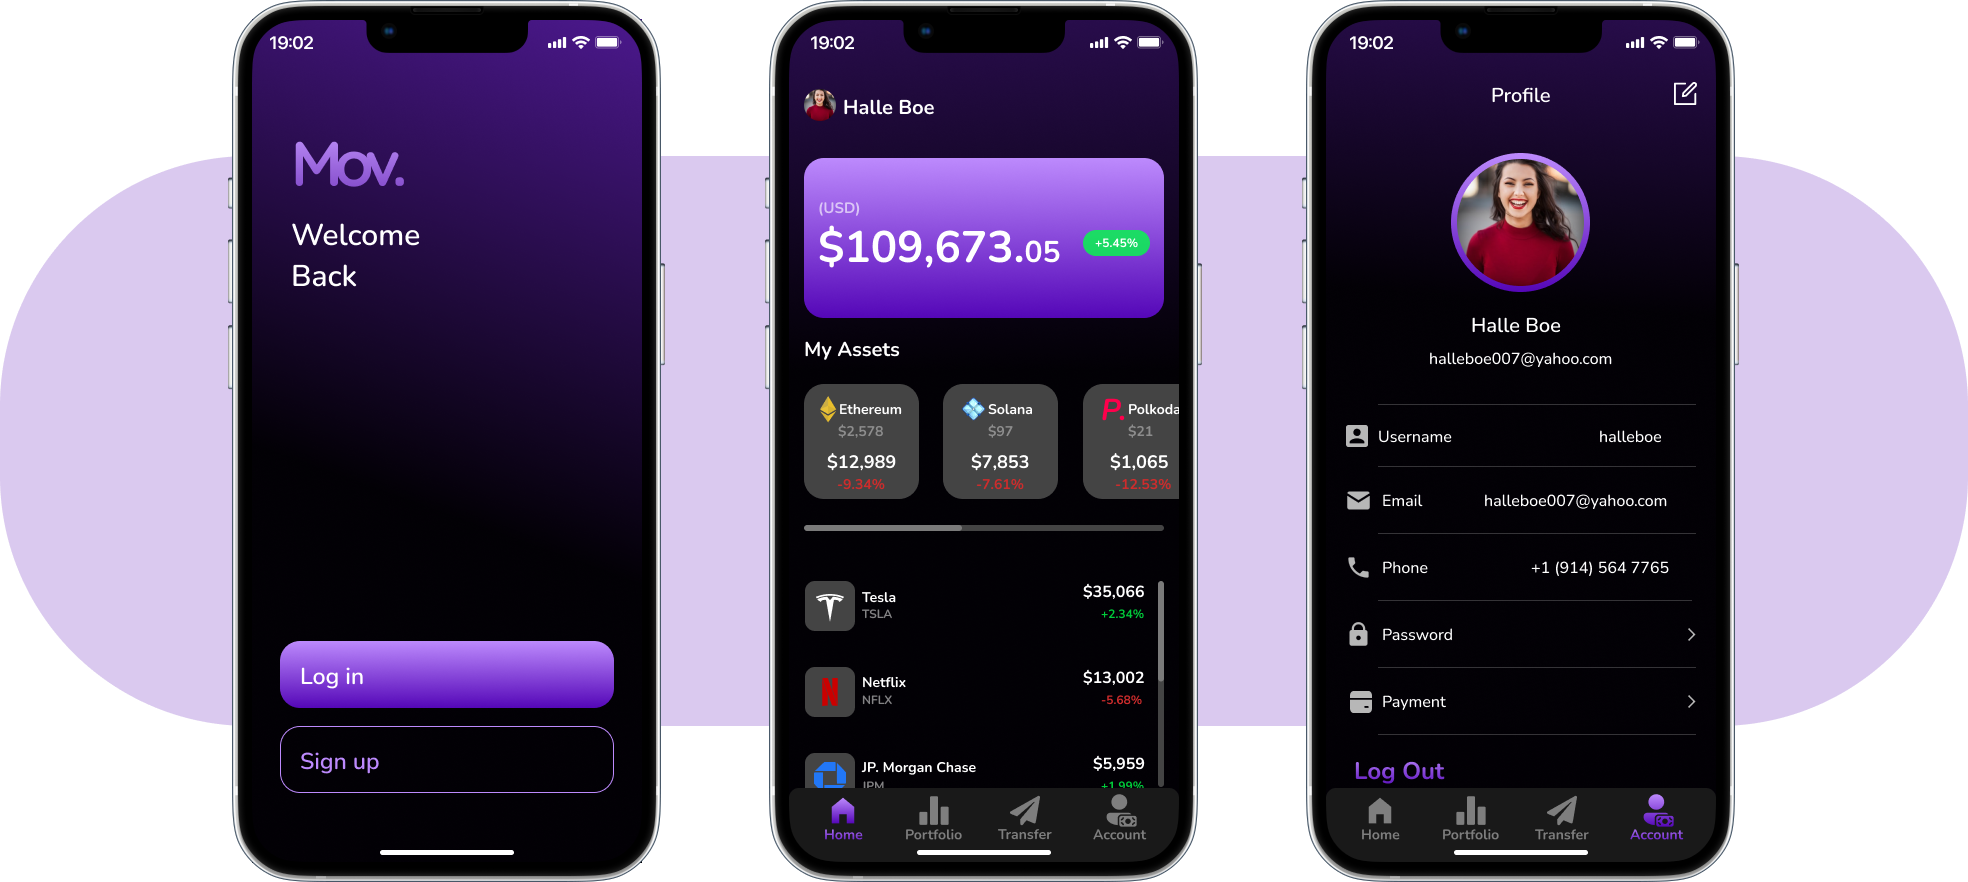 19:02
Mov.
Welcome
Back
Log in
Sign up
19:02
Halle Boe
(USD)
$109,673.05
+5.45%
My Assets
Ethereum
$2,578
$12,989
-9.34%
Solana
$97
$7,853
-7.61%
P. Polkoda
$21
$1,065
-12.53%
Tesla
$35,066
TSLA
+2.34%
Netflix
$13,002
NFLX
-5.68%
JP. Morgan Chase
$5,959
JPM
+1.99%
Home
Portfolio
Transfer
Account
19:02
Profile
Halle Boe
halleboe007@yahoo.com
Username
halleboe
Email
halleboe007@yahoo.com
Phone
+1 (914) 564 7765
Password
Payment
Log Out
Home
Portfolio
Transfer
Account